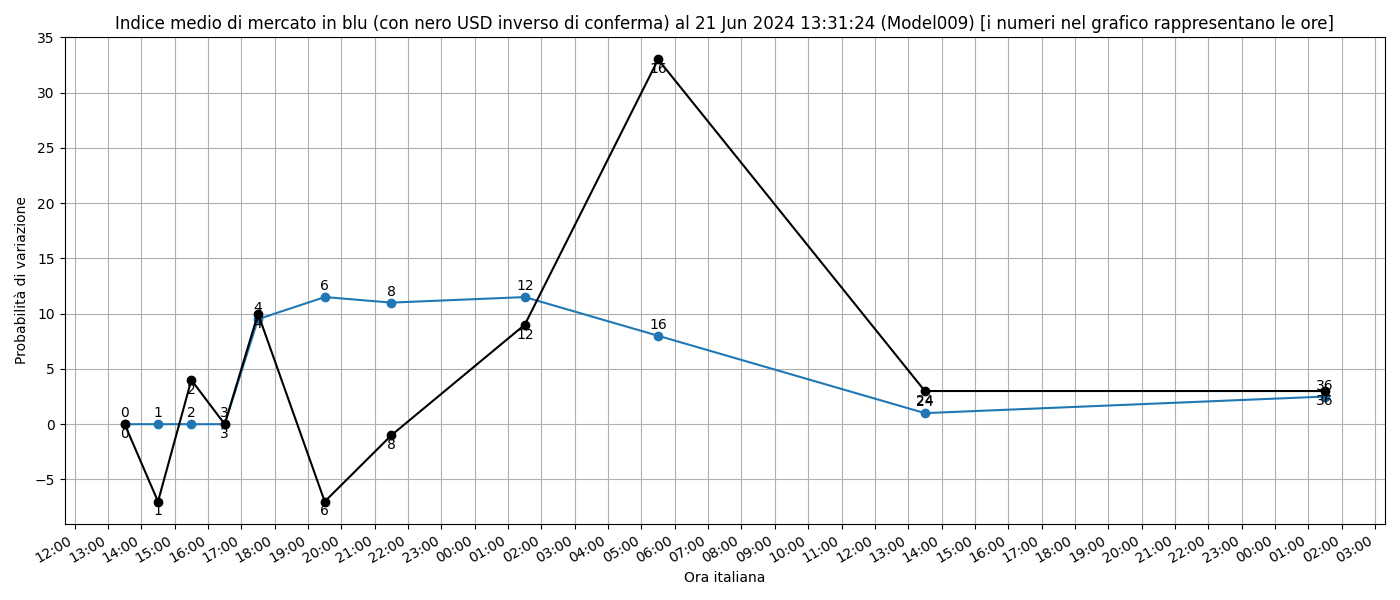 Indice medio di mercato in blu (con nero USD inverso di conferma) al 21 Jun 2024 13:31:24 (Model009) [i numeri nel grafico rappresentano le ore]
35
30
25
20
15
10
5
0
−5
Probabilità di variazione
0 1 2 3 4 6 8 12 16 24 36
0 1 2 3 4 6 8 12 16 24 36
12:00 13:00 14:00 15:00 16:00 17:00 18:00 19:00 20:00 21:00 22:00 23:00 00:00 01:00 02:00 03:00 04:00 05:00 06:00 07:00 08:00 09:00 10:00 11:00 12:00 13:00 14:00 15:00 16:00 17:00 18:00 19:00 20:00 21:00 22:00 23:00 00:00 01:00 02:00 03:00
Ora italiana